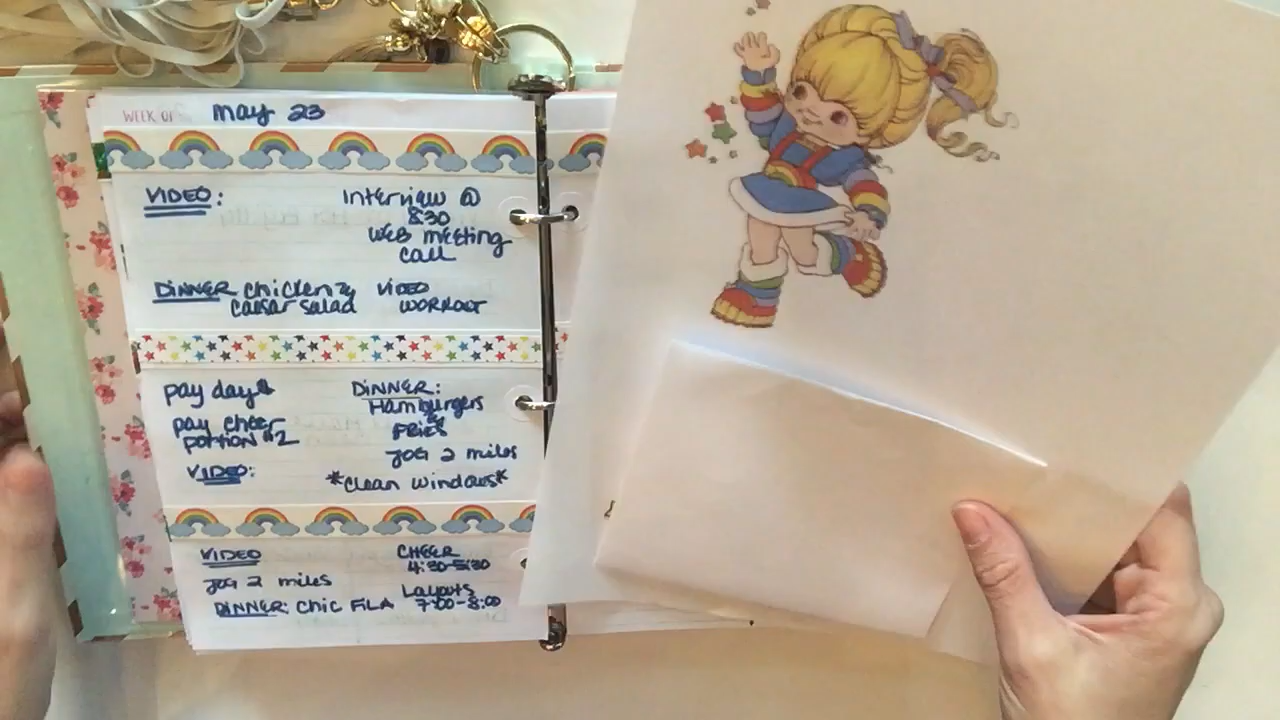 WEEK OF
May 23
VIDEO:
Interview @
8:30
WEB meeting
call
DINNER chicken
caesar salad
VIDEO
WORKOUT
pay day
pay cheer
portion #2
VIDEO:
DINNER:
Hamburgers
&
FRIES
JOG 2 miles
*clean windows*
VIDEO
JOG 2 miles
DINNER: CHIC FILA
CHEER
4:30-5:30
Layouts
7:00-8:00